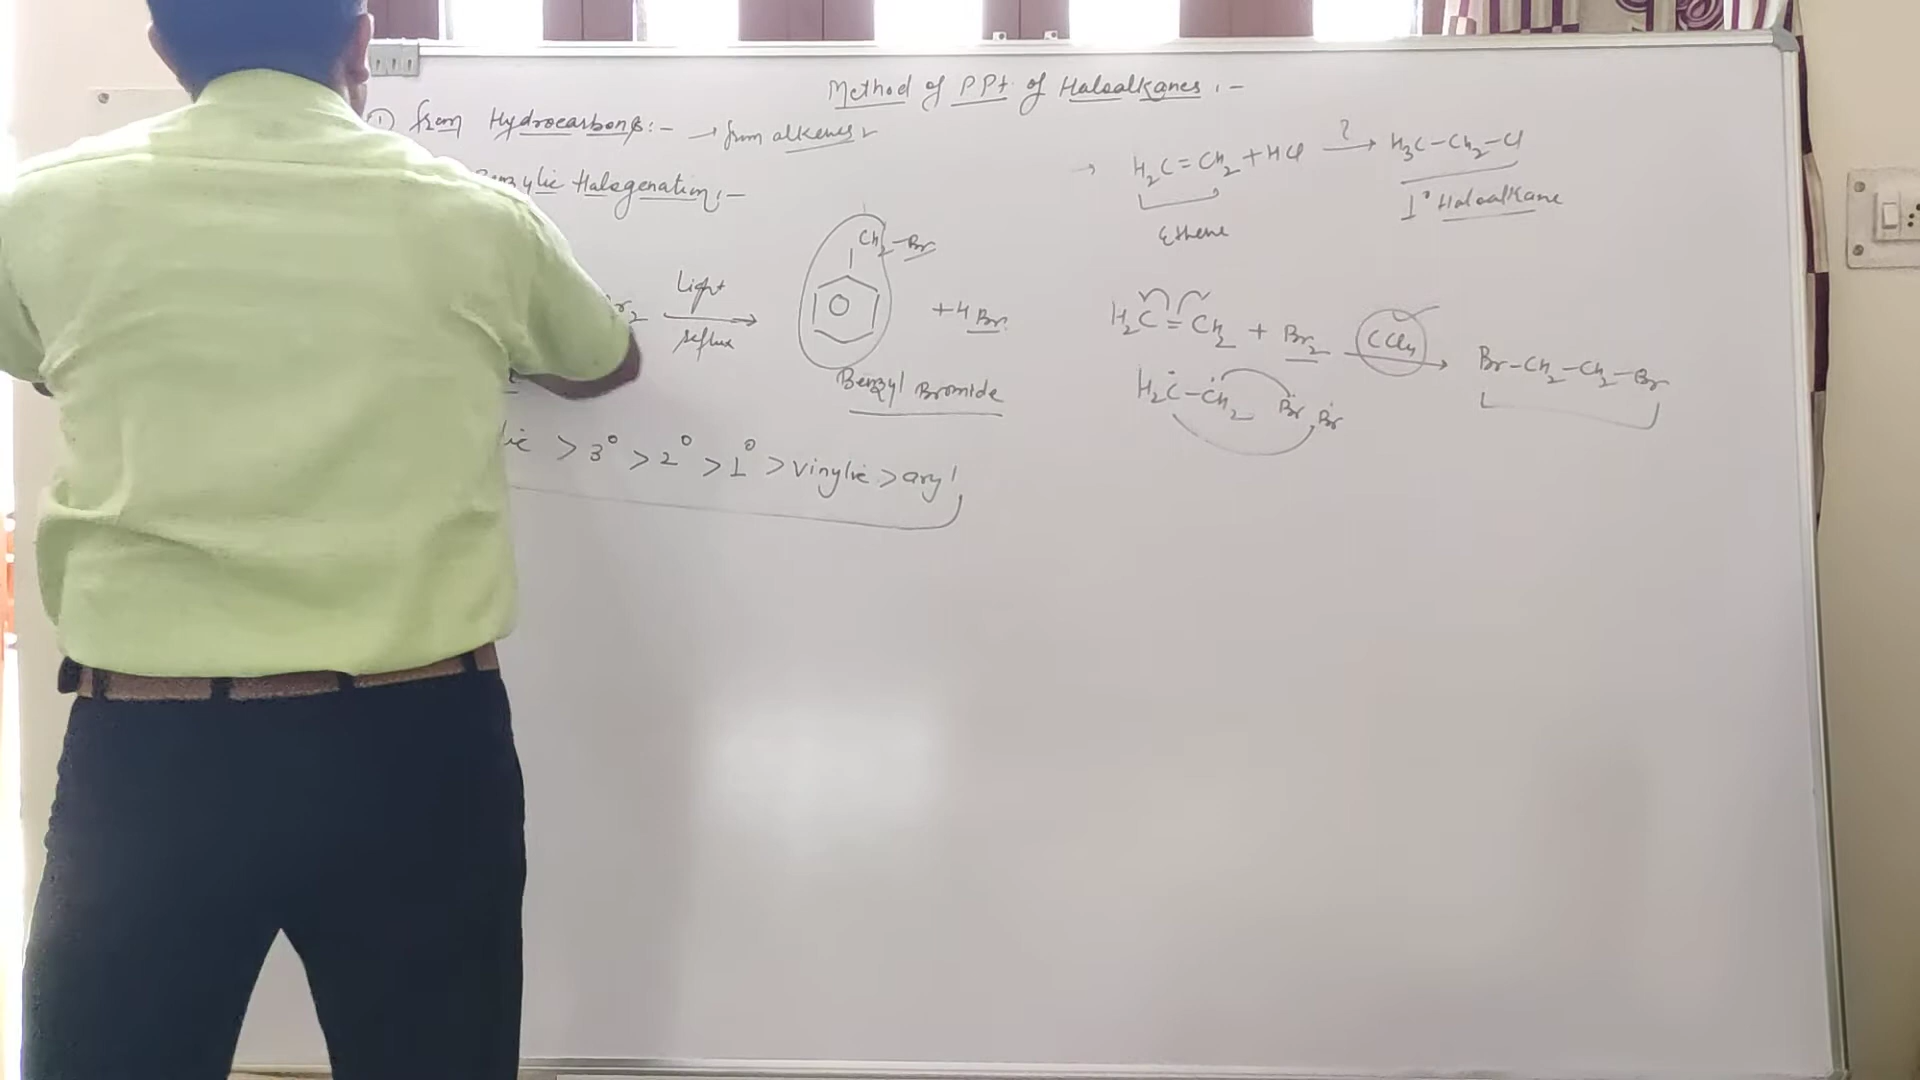 Method of PPt of Haloalkanes :-
① from Hydrocarbons:- → from alkenes
Benzylic Halogenation:-
CH2-Br
Light
reflux
+ HBr
Benzyl Bromide
> 3° > 2° > 1° > vinylic > aryl
→ H2C=CH2 + HCl → H3C-CH2-Cl
?
Ethene
1° Haloalkane
H2C=CH2 + Br2 → Br-CH2-CH2-Br
CCl4
H2C-CH2 Br Br